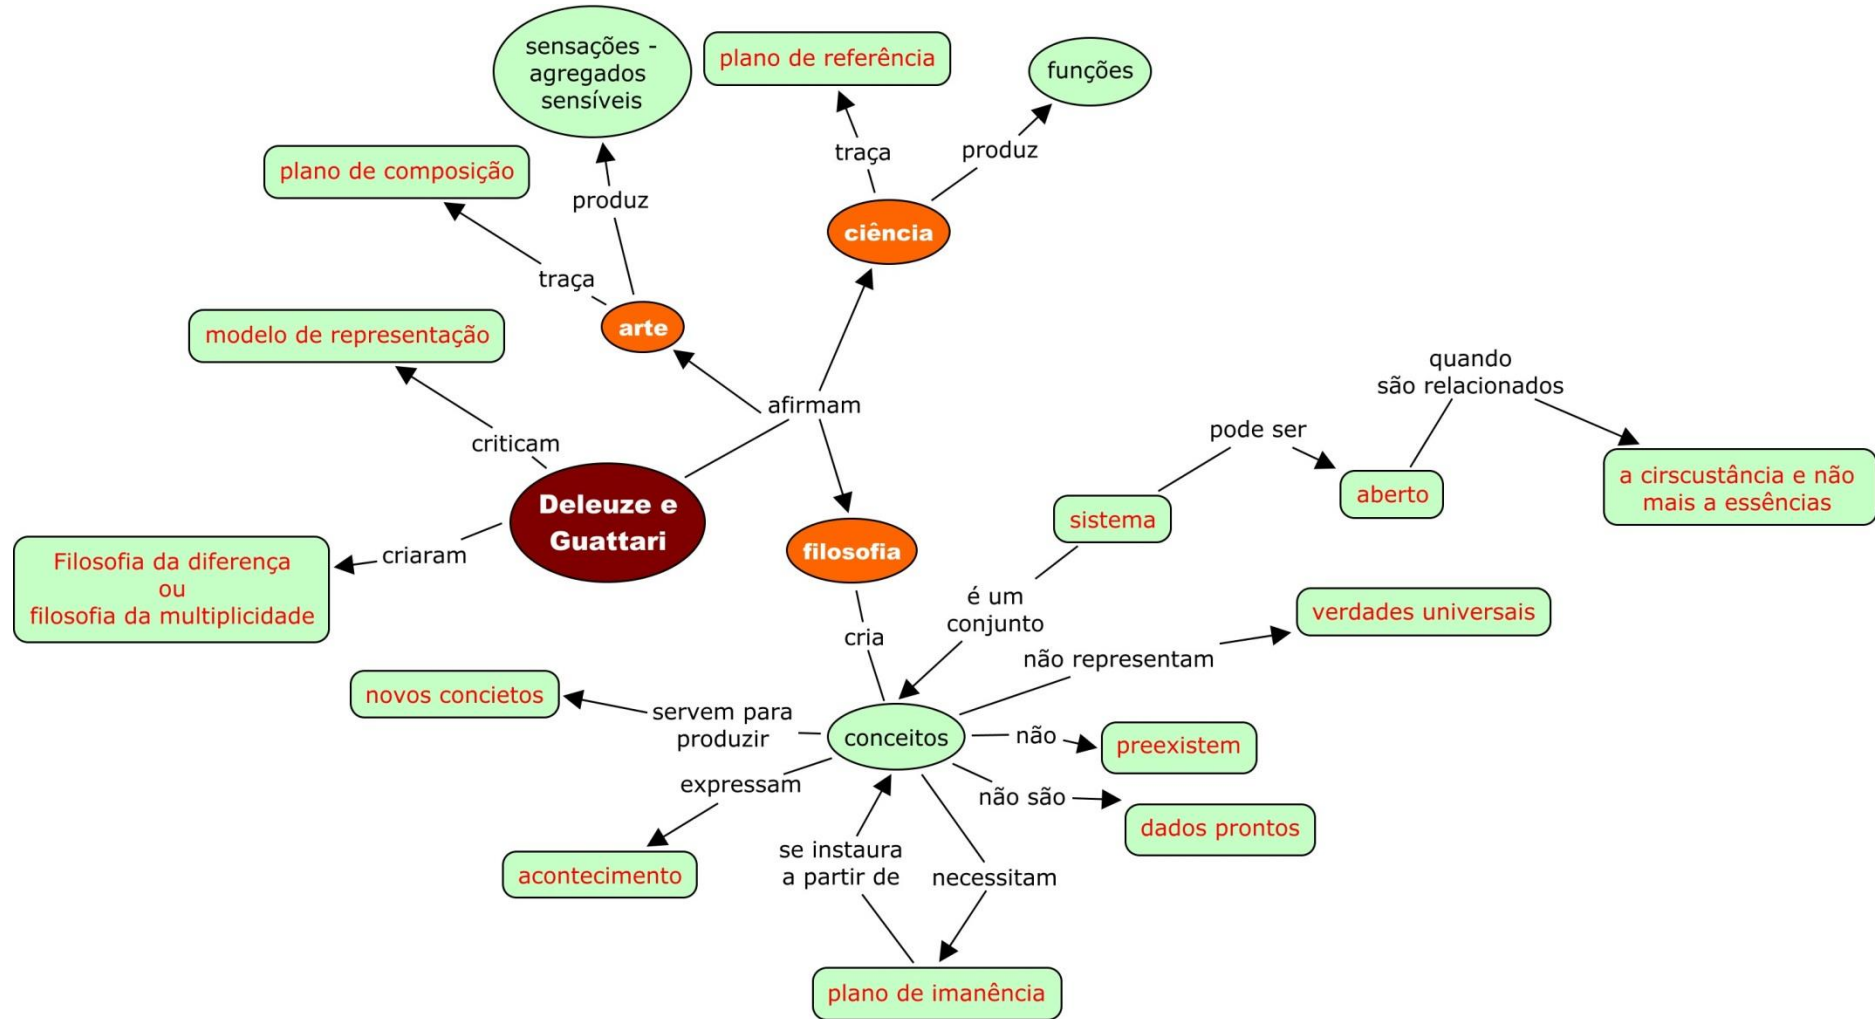 sensações -
agregados
sensíveis
plano de referência
funções
traça
produz
plano de composição
produz
ciência
traça
arte
modelo de representação
quando
são relacionados
afirmam
criticam
pode ser
a cirscustância e não
mais a essências
aberto
Deleuze e
Guattari
sistema
filosofia
criaram
Filosofia da diferença
ou
filosofia da multiplicidade
é um
conjunto
verdades universais
cria
não representam
novos concietos
servem para
produzir
conceitos
não
preexistem
expressam
não são
dados prontos
se instaura
a partir de
necessitam
acontecimento
plano de imanência